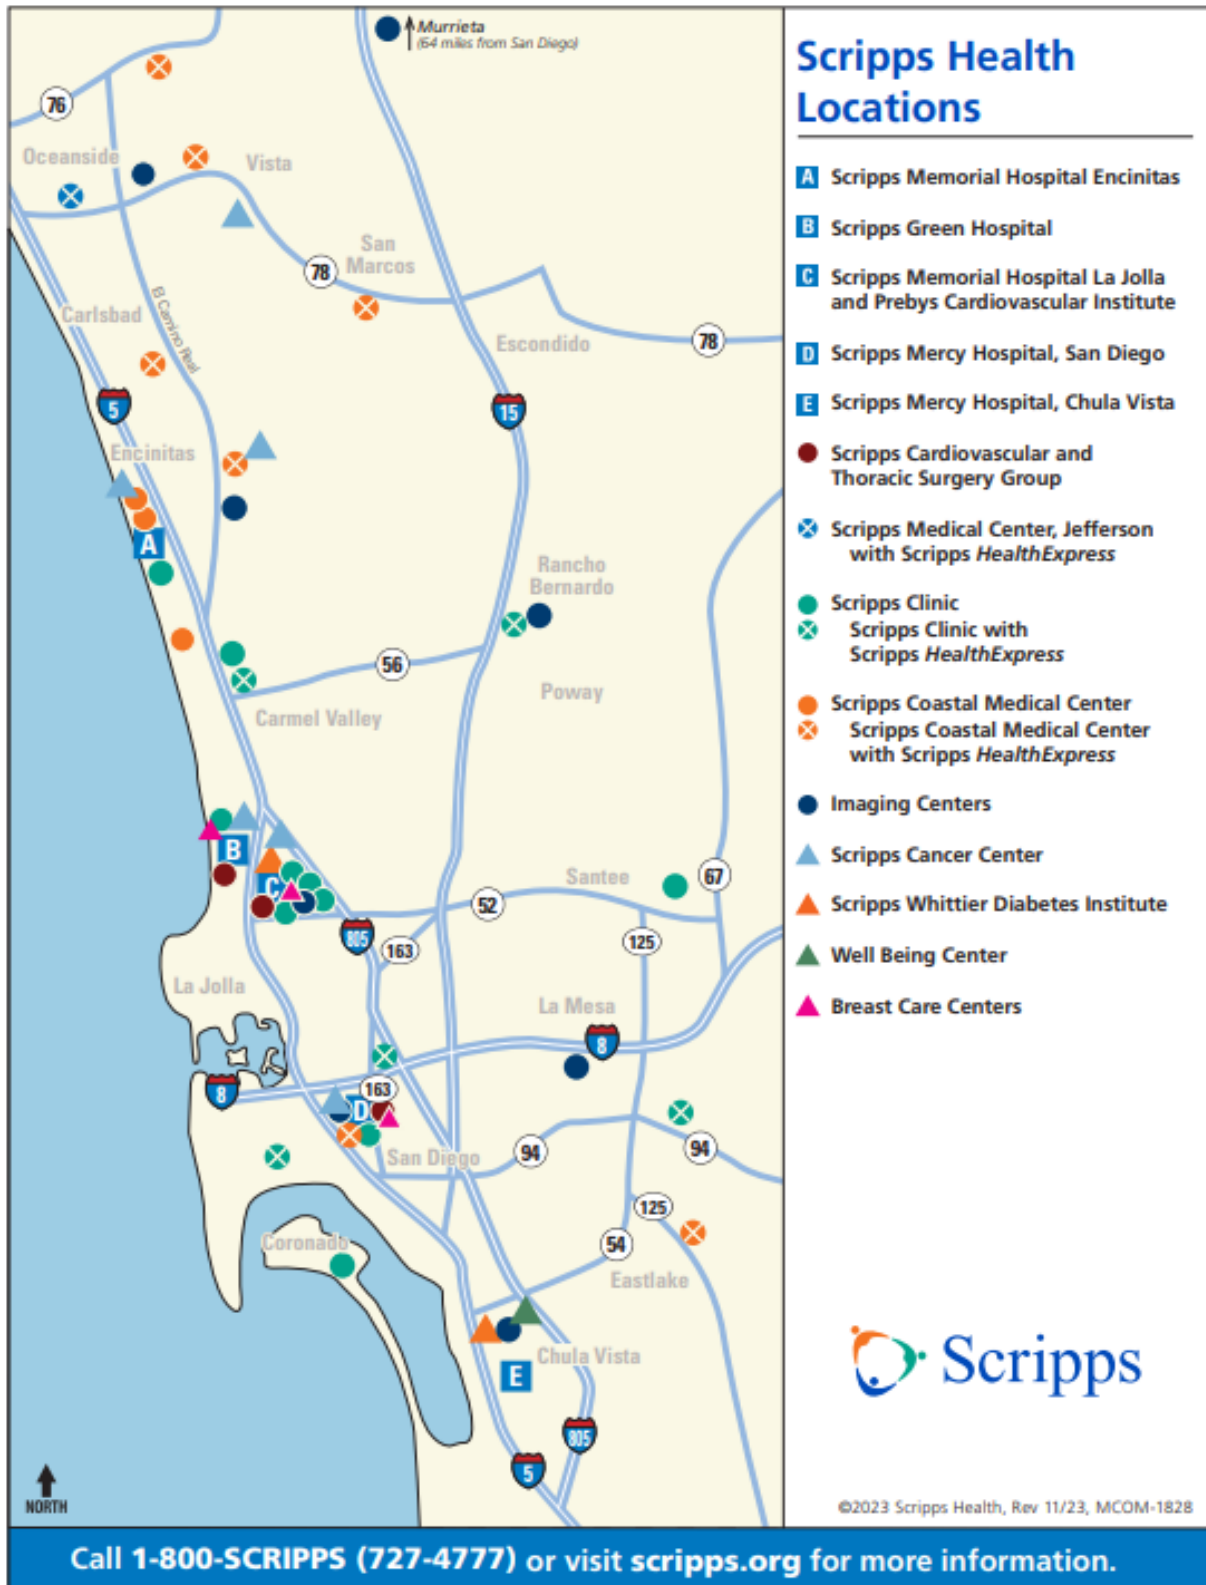 Murrieta
(64 miles from San Diego)
76
Oceanside
Vista
San
Marcos
78
El Camino Real
Carlsbad
Escondido
78
5
15
Encinitas
A
Rancho
Bernardo
56
Poway
Carmel Valley
B
C
Santee
67
52
805
163
125
La Jolla
La Mesa
8
8
163
D
San Diego
94
94
125
Coronado
54
Eastlake
Chula Vista
E
805
5
NORTH
Scripps Health
Locations
A Scripps Memorial Hospital Encinitas
B Scripps Green Hospital
C Scripps Memorial Hospital La Jolla
and Prebys Cardiovascular Institute
D Scripps Mercy Hospital, San Diego
E Scripps Mercy Hospital, Chula Vista
Scripps Cardiovascular and
Thoracic Surgery Group
Scripps Medical Center, Jefferson
with Scripps HealthExpress
Scripps Clinic
Scripps Clinic with
Scripps HealthExpress
Scripps Coastal Medical Center
Scripps Coastal Medical Center
with Scripps HealthExpress
Imaging Centers
Scripps Cancer Center
Scripps Whittier Diabetes Institute
Well Being Center
Breast Care Centers
Scripps
©2023 Scripps Health, Rev 11/23, MCOM-1828
Call 1-800-SCRIPPS (727-4777) or visit scripps.org for more information.